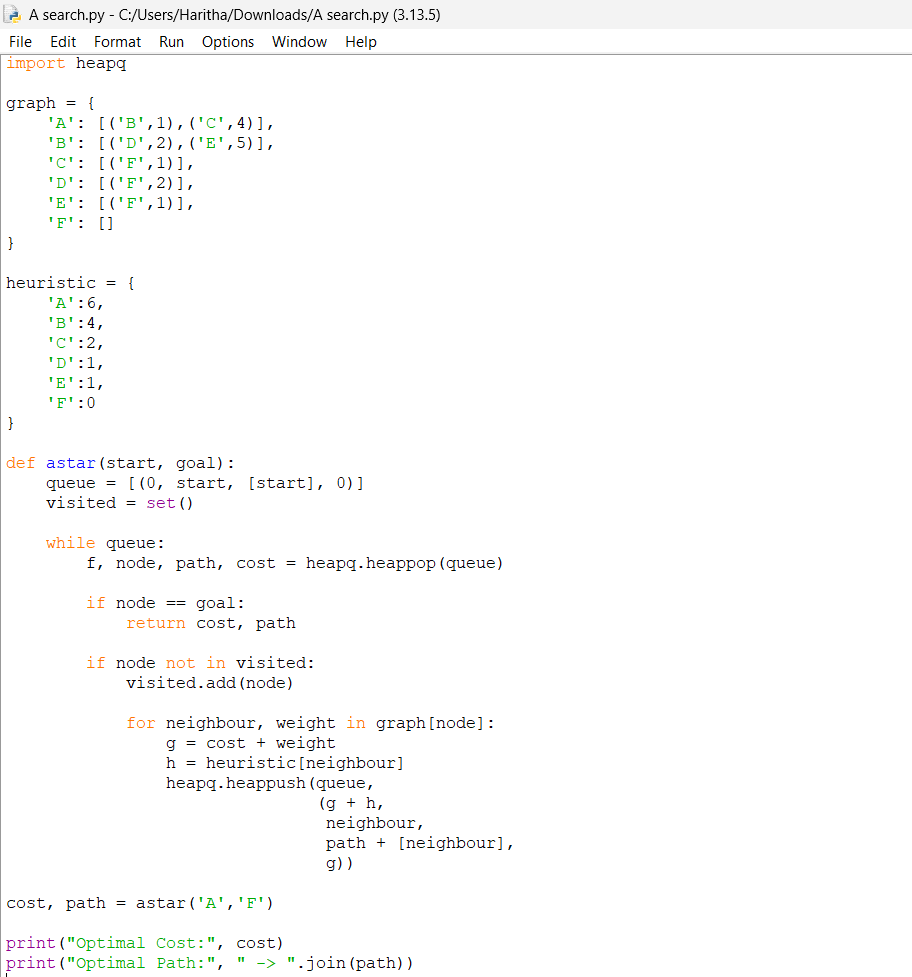 A search.py - C:/Users/Haritha/Downloads/A search.py (3.13.5)
File Edit Format Run Options Window Help
import heapq

graph = {
    'A': [('B',1),('C',4)],
    'B': [('D',2),('E',5)],
    'C': [('F',1)],
    'D': [('F',2)],
    'E': [('F',1)],
    'F': []
}

heuristic = {
    'A':6,
    'B':4,
    'C':2,
    'D':1,
    'E':1,
    'F':0
}

def astar(start, goal):
    queue = [(0, start, [start], 0)]
    visited = set()

    while queue:
        f, node, path, cost = heapq.heappop(queue)

        if node == goal:
            return cost, path

        if node not in visited:
            visited.add(node)

            for neighbour, weight in graph[node]:
                g = cost + weight
                h = heuristic[neighbour]
                heapq.heappush(queue,
                               (g + h,
                                neighbour,
                                path + [neighbour],
                                g))

cost, path = astar('A','F')

print("Optimal Cost:", cost)
print("Optimal Path:", " -> ".join(path))